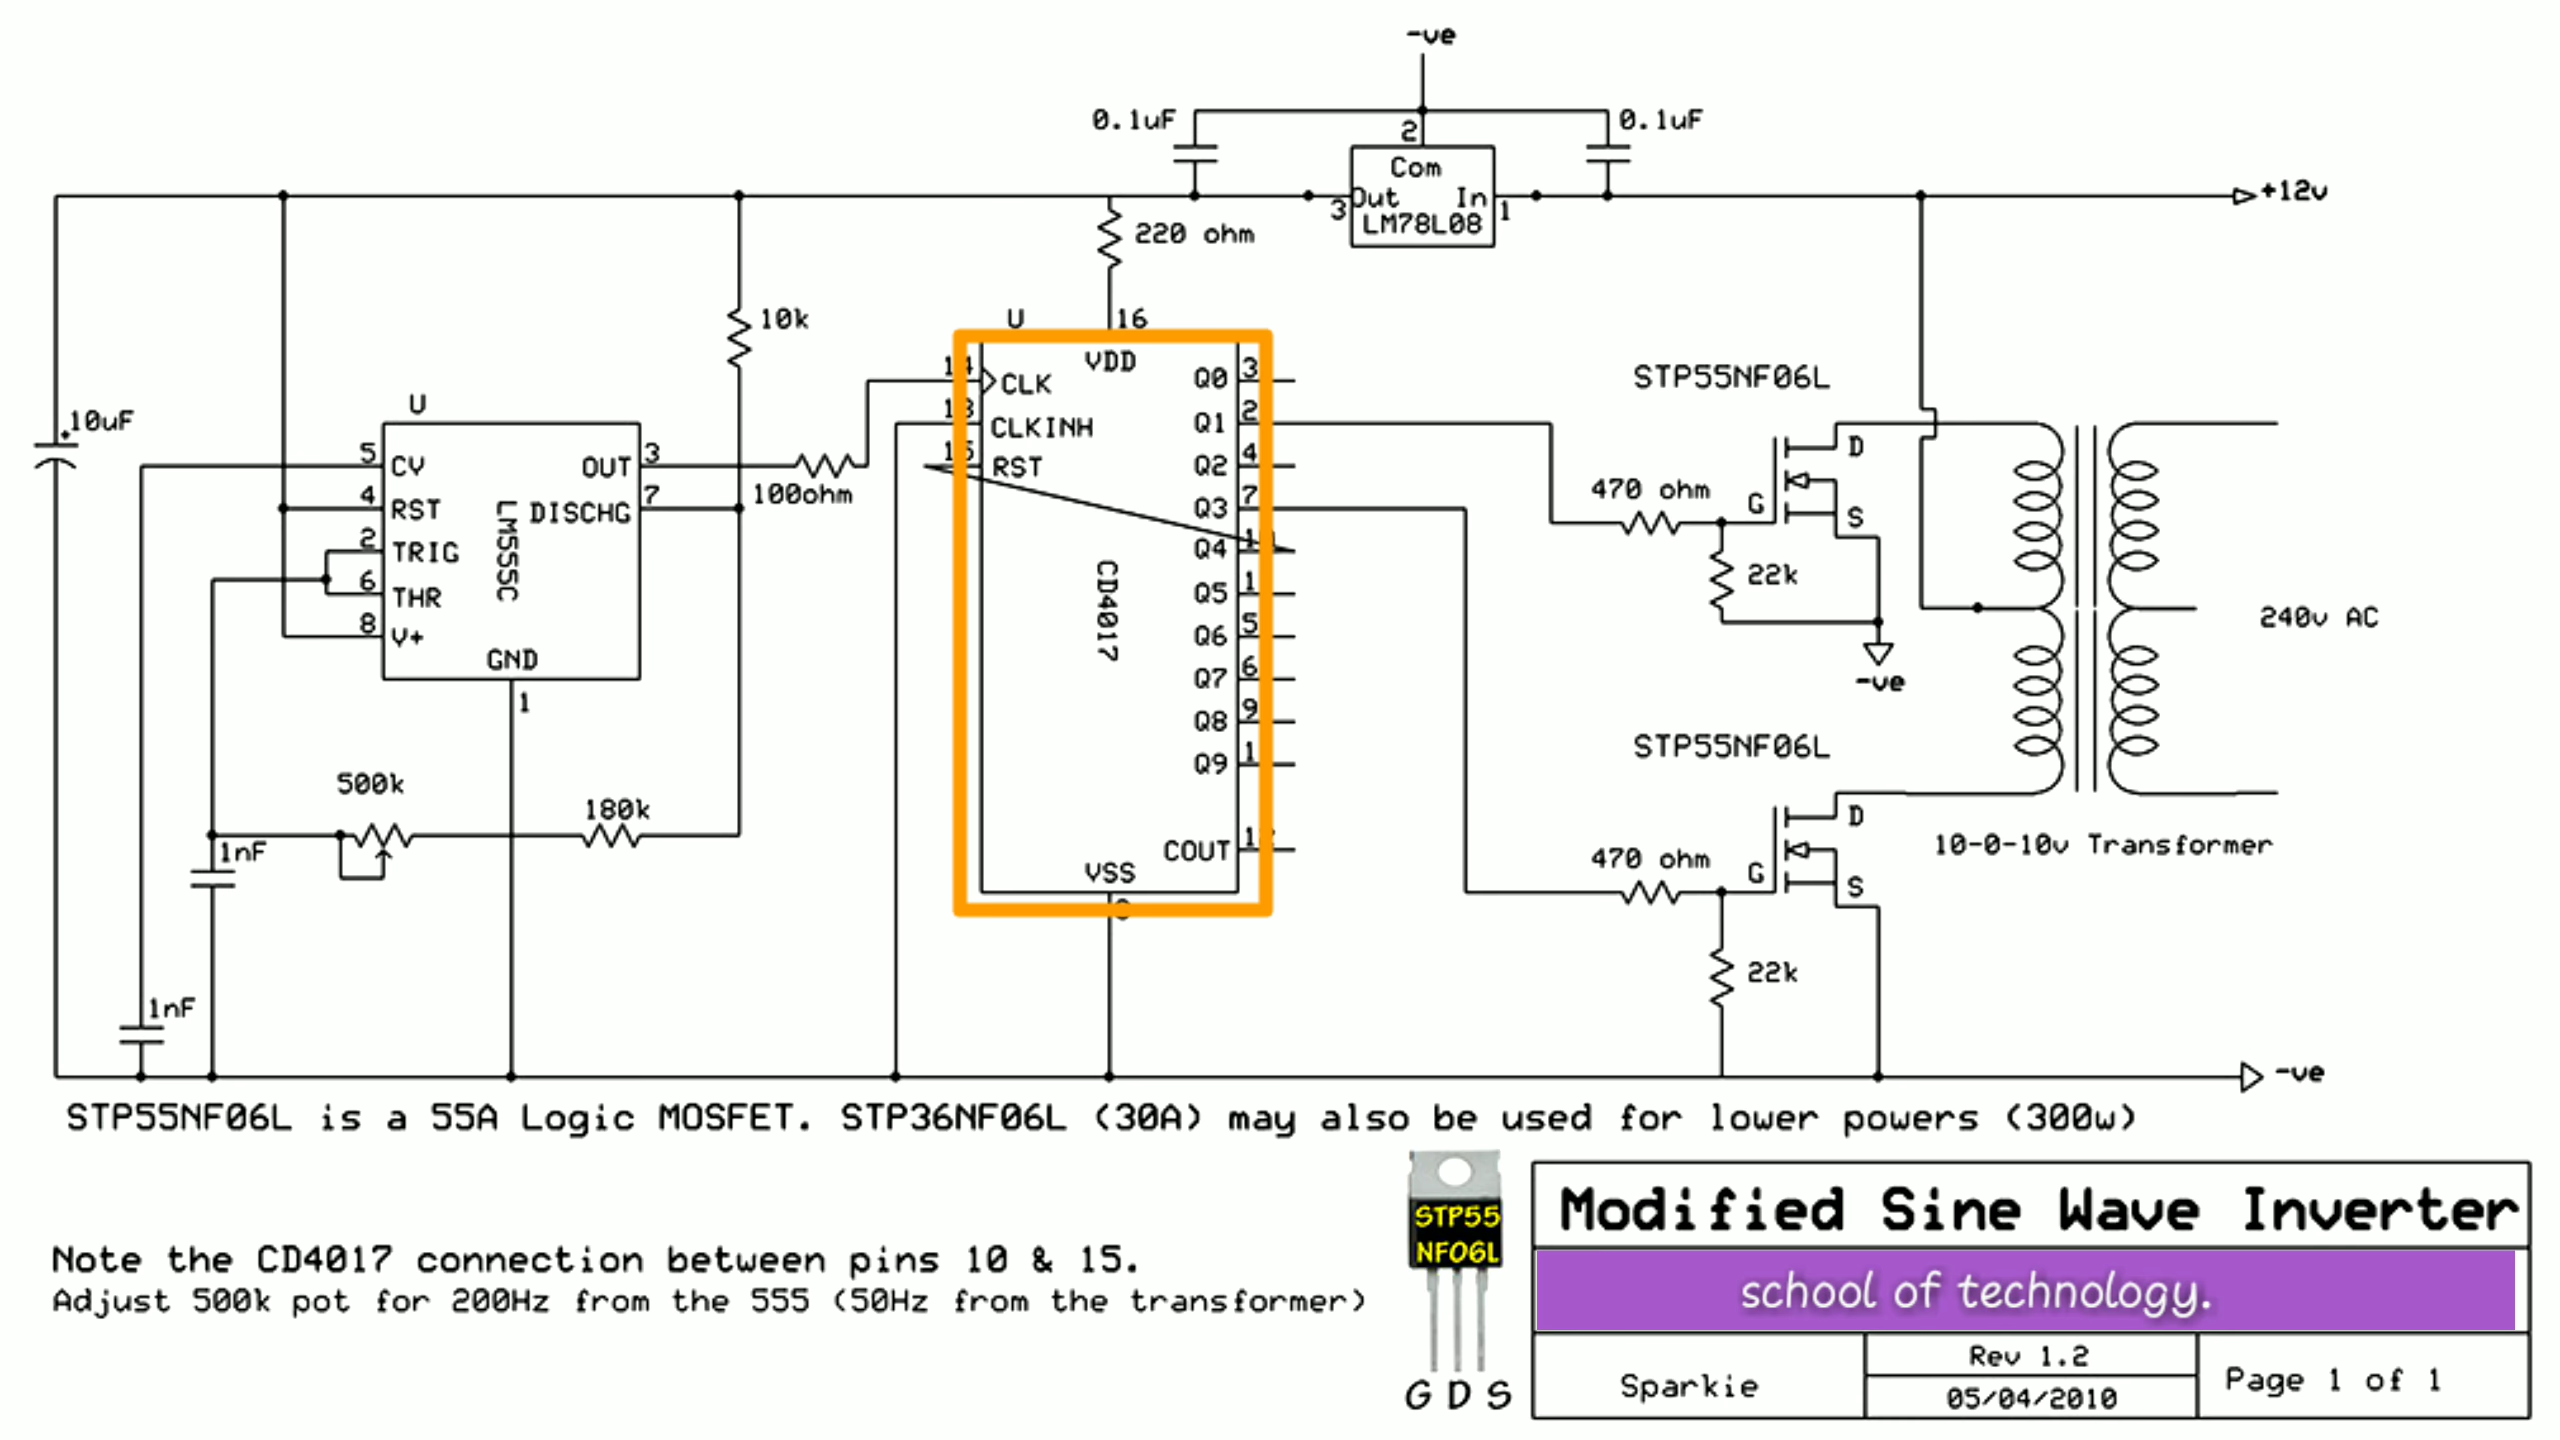 -ve
0.1uF
0.1uF
2
Com
Out
In
3
1
LM78L08
+12v
220 ohm
10k
U
16
VDD
CLK
CLKINH
RST
Q0 3
Q1 2
Q2 4
Q3 7
Q4
Q5 1
Q6 5
Q7 6
Q8 9
Q9 1
COUT
VSS
CD4017
10uF
U
5 CV
4 RST
2 TRIG
6 THR
8 V+
OUT 3
DISCHG 7
LM555C
GND
1
100ohm
500k
180k
1nF
1nF
STP55NF06L
470 ohm
G
D
S
22k
-ve
240v AC
STP55NF06L
470 ohm
G
D
S
22k
10-0-10v Transformer
-ve
STP55NF06L is a 55A Logic MOSFET. STP36NF06L (30A) may also be used for lower powers (300w)
Note the CD4017 connection between pins 10 & 15.
Adjust 500k pot for 200Hz from the 555 (50Hz from the transformer)
STP55
NF06L
G D S
Modified Sine Wave Inverter
school of technology.
Sparkie
Rev 1.2
05/04/2010
Page 1 of 1